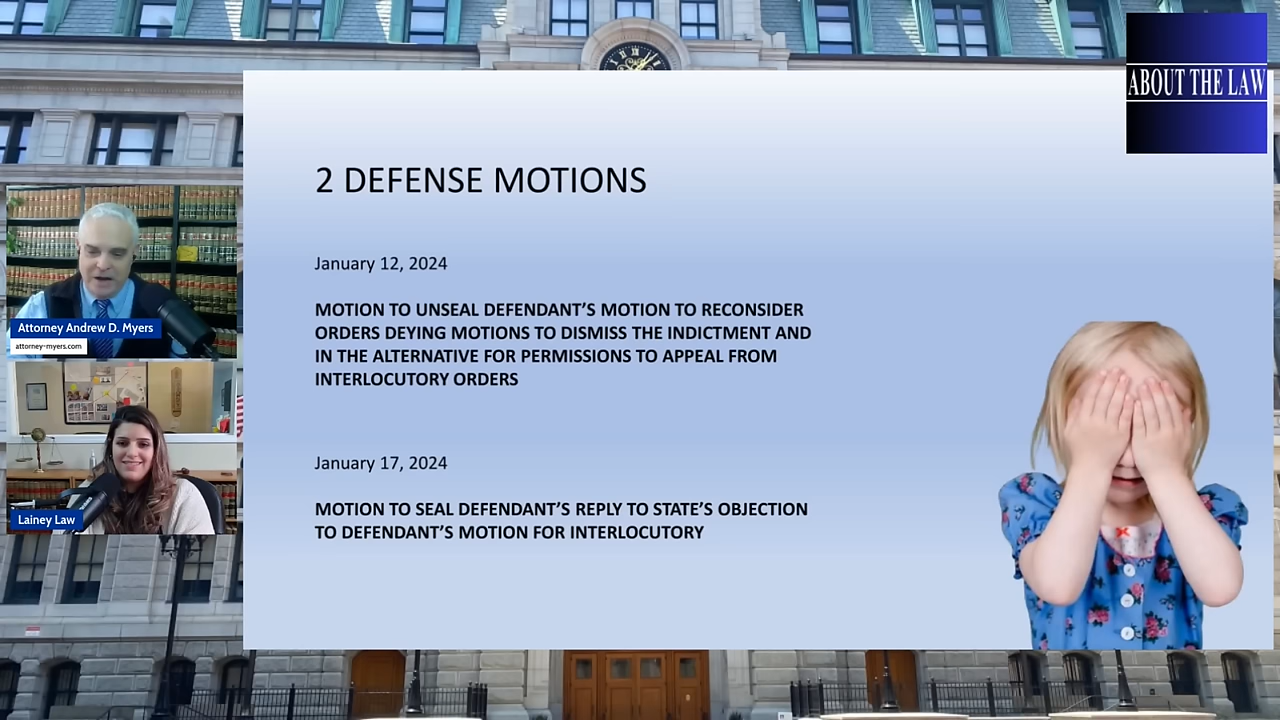 ABOUT THE LAW
2 DEFENSE MOTIONS
January 12, 2024
MOTION TO UNSEAL DEFENDANT'S MOTION TO RECONSIDER
ORDERS DEYING MOTIONS TO DISMISS THE INDICTMENT AND
IN THE ALTERNATIVE FOR PERMISSIONS TO APPEAL FROM
INTERLOCUTORY ORDERS
January 17, 2024
MOTION TO SEAL DEFENDANT'S REPLY TO STATE'S OBJECTION
TO DEFENDANT'S MOTION FOR INTERLOCUTORY
Attorney Andrew D. Myers
attorney-myers.com
Lainey Law